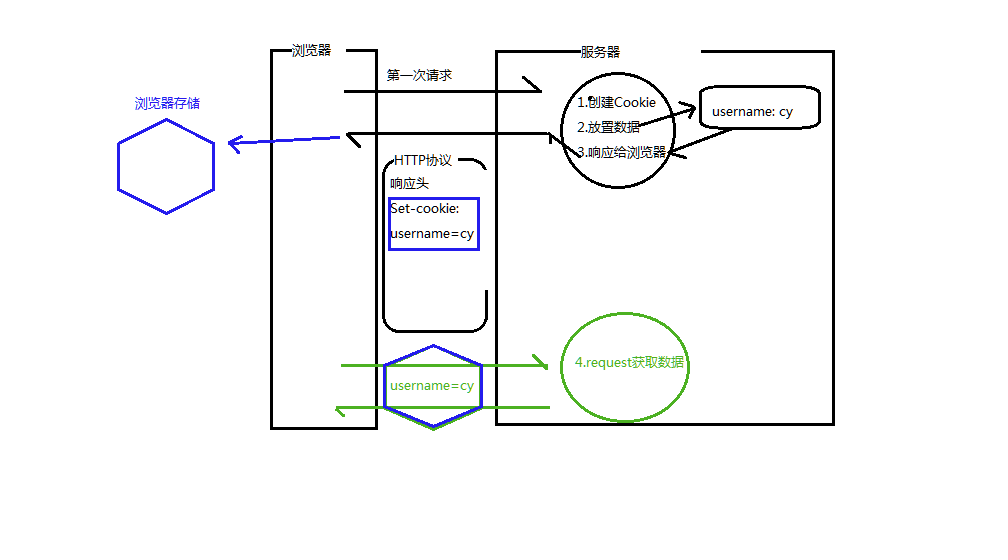 浏览器
服务器
第一次请求
浏览器存储
1.创建Cookie
2.放置数据
3.响应给浏览器
username: cy
HTTP协议
响应头
Set-cookie:
username=cy
4.request获取数据
username=cy